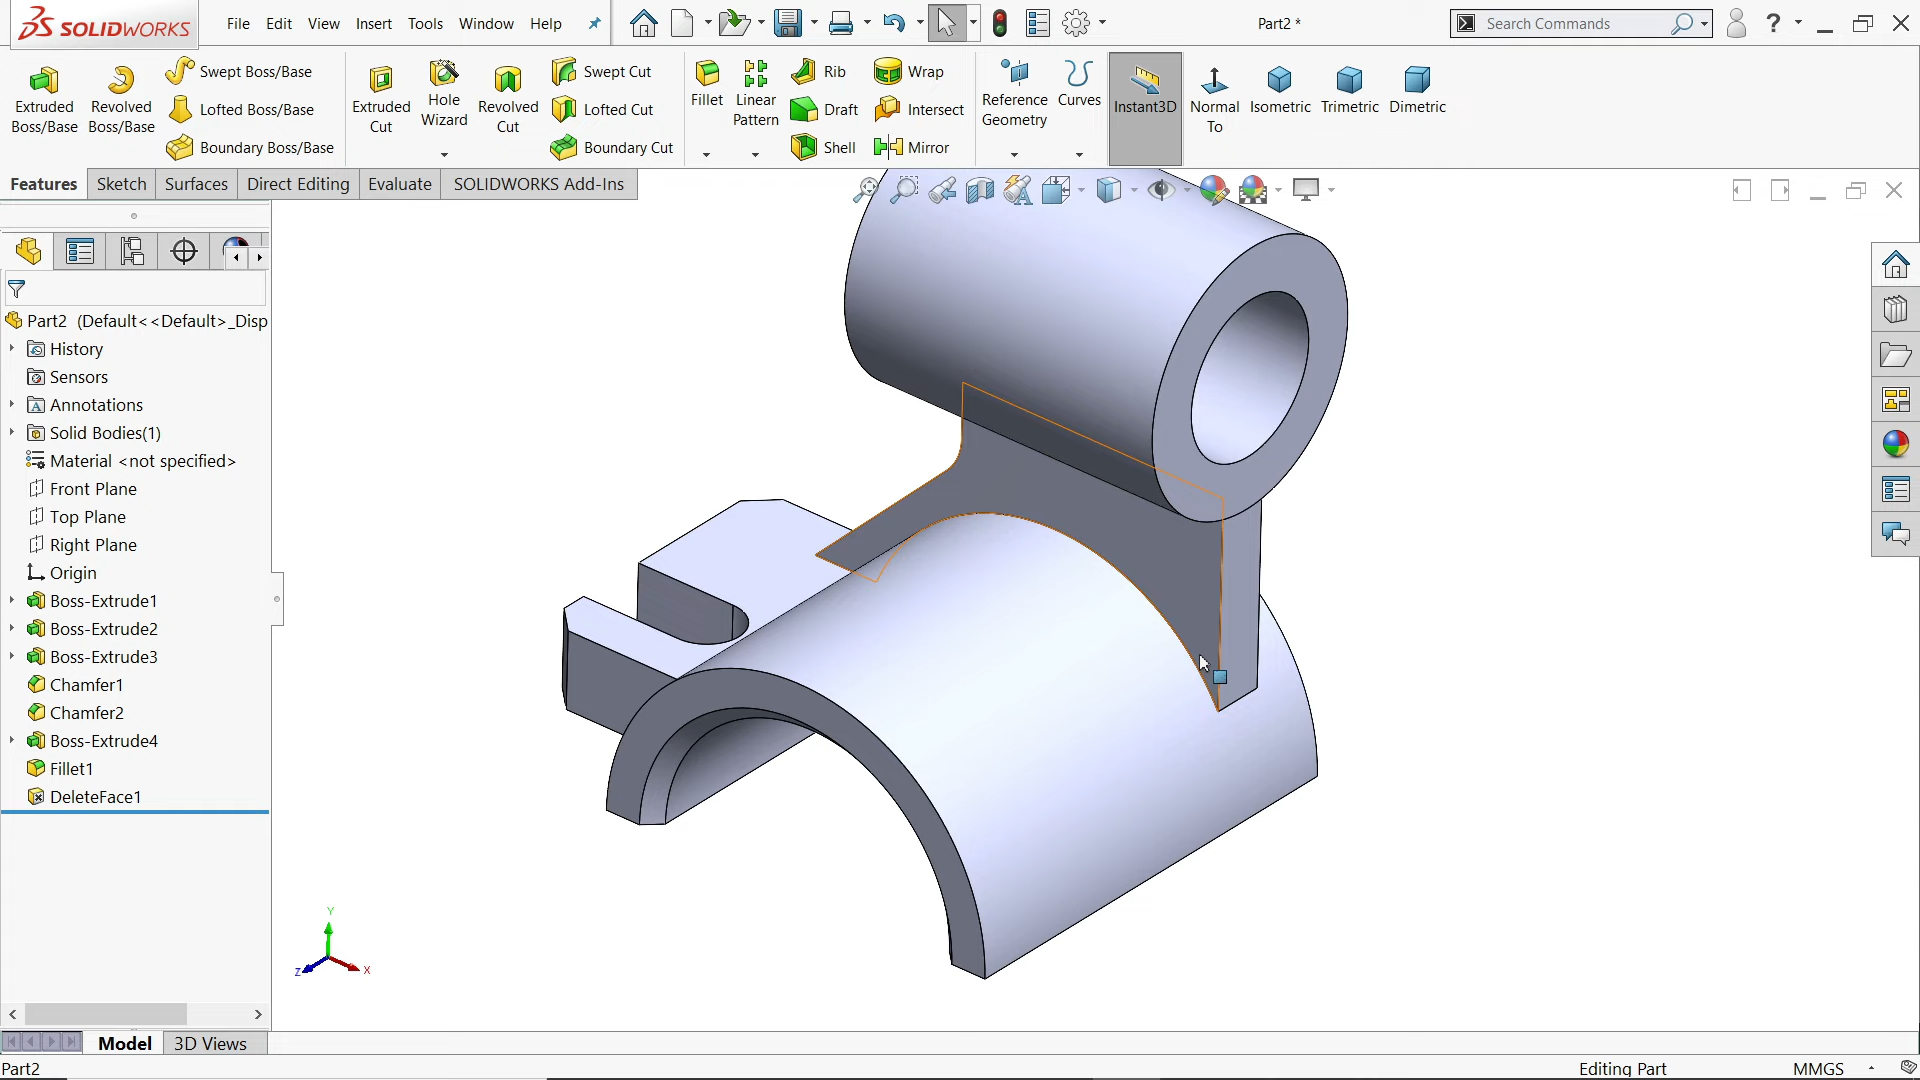 SOLIDWORKS
File Edit View Insert Tools Window Help
Part2 *
Search Commands
?
Extruded Boss/Base
Revolved Boss/Base
Swept Boss/Base
Lofted Boss/Base
Boundary Boss/Base
Extruded Cut
Hole Wizard
Revolved Cut
Swept Cut
Lofted Cut
Boundary Cut
Fillet
Linear Pattern
Rib
Draft
Shell
Wrap
Intersect
Mirror
Reference Geometry
Curves
Instant3D
Normal To
Isometric
Trimetric
Dimetric
Features Sketch Surfaces Direct Editing Evaluate SOLIDWORKS Add-Ins
Part2 (Default<<Default>_Disp
History
Sensors
Annotations
Solid Bodies(1)
Material <not specified>
Front Plane
Top Plane
Right Plane
Origin
Boss-Extrude1
Boss-Extrude2
Boss-Extrude3
Chamfer1
Chamfer2
Boss-Extrude4
Fillet1
DeleteFace1
Y
Z X
Model 3D Views
Part2 Editing Part MMGS